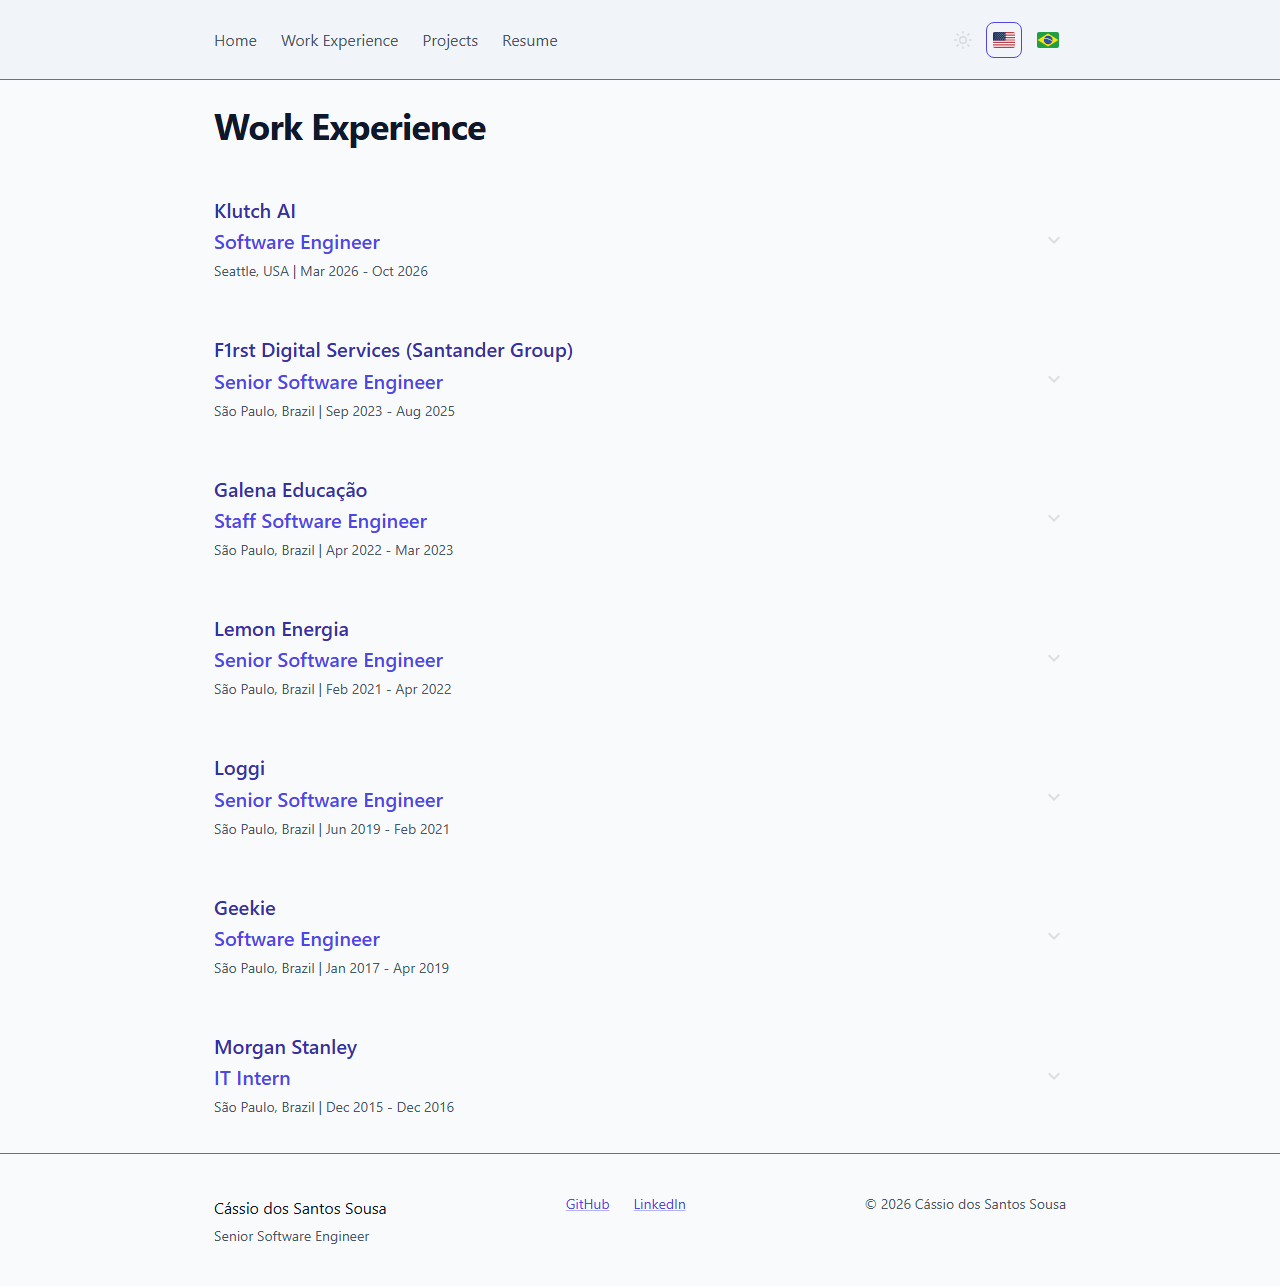 Home Work Experience Projects Resume
Work Experience
Klutch AI
Software Engineer
Seattle, USA | Mar 2026 - Oct 2026
F1rst Digital Services (Santander Group)
Senior Software Engineer
São Paulo, Brazil | Sep 2023 - Aug 2025
Galena Educação
Staff Software Engineer
São Paulo, Brazil | Apr 2022 - Mar 2023
Lemon Energia
Senior Software Engineer
São Paulo, Brazil | Feb 2021 - Apr 2022
Loggi
Senior Software Engineer
São Paulo, Brazil | Jun 2019 - Feb 2021
Geekie
Software Engineer
São Paulo, Brazil | Jan 2017 - Apr 2019
Morgan Stanley
IT Intern
São Paulo, Brazil | Dec 2015 - Dec 2016
Cássio dos Santos Sousa
Senior Software Engineer
GitHub LinkedIn
© 2026 Cássio dos Santos Sousa